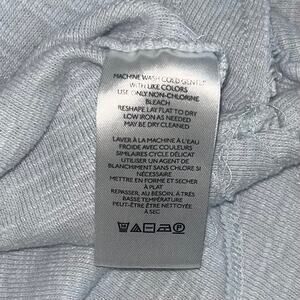 MACHINE WASH COLD GENTLE
WITH LIKE COLORS
USE ONLY NON-CHLORINE
BLEACH
RESHAPE LAY FLAT TO DRY
LOW IRON AS NEEDED
MAY BE DRY CLEANED
LAVER À LA MACHINE À L'EAU
FROIDE AVEC COULEURS
SIMILAIRES CYCLE DÉLICAT
UTILISER UN AGENT DE
BLANCHIMENT SANS CHLORE SI
NÉCESSAIRE
METTRE EN FORME ET SÉCHER
À PLAT
REPASSER, AU BESOIN, À TRÈS
BASSE TEMPÉRATURE
PEUT-ÊTRE ÊTRE NETTOYÉE
À SEC